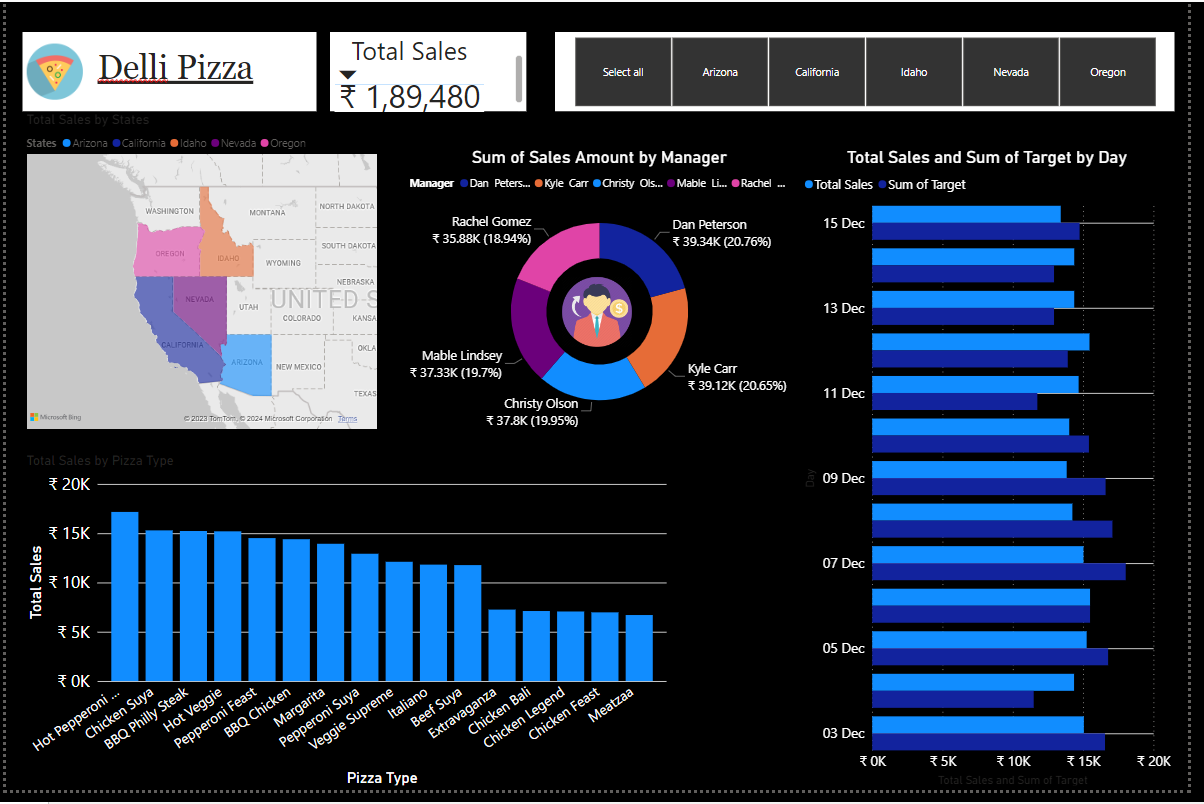 Delli Pizza
Total Sales
₹ 1,89,480
Select all
Arizona
California
Idaho
Nevada
Oregon
Total Sales by States
States Arizona California Idaho Nevada Oregon
WASHINGTON
MONTANA
NORTH DAKOTA
OREGON
IDAHO
SOUTH DAKOTA
WYOMING
NEBRASKA
NEVADA
UTAH
UNITED S
COLORADO
KANSA
CALIFORNIA
ARIZONA
NEW MEXICO
OKLA
TEXAS
Microsoft Bing
© 2023 TomTom, © 2024 Microsoft Corporation Terms
Sum of Sales Amount by Manager
Manager Dan Peters... Kyle Carr Christy Ols... Mable Li... Rachel ...
Rachel Gomez
₹ 35.88K (18.94%)
Dan Peterson
₹ 39.34K (20.76%)
Mable Lindsey
₹ 37.33K (19.7%)
Kyle Carr
₹ 39.12K (20.65%)
Christy Olson
₹ 37.8K (19.95%)
Total Sales and Sum of Target by Day
Total Sales Sum of Target
15 Dec
13 Dec
11 Dec
09 Dec
07 Dec
05 Dec
03 Dec
Day
₹ 0K ₹ 5K ₹ 10K ₹ 15K ₹ 20K
Total Sales and Sum of Target
Total Sales by Pizza Type
₹ 20K
₹ 15K
₹ 10K
₹ 5K
₹ 0K
Total Sales
Hot Pepperoni ...
Chicken Suya
BBQ Philly Steak
Hot Veggie
Pepperoni Feast
BBQ Chicken
Margarita
Pepperoni Suya
Veggie Supreme
Italiano
Beef Suya
Extravaganza
Chicken Bali
Chicken Legend
Chicken Feast
Meatzaa
Pizza Type